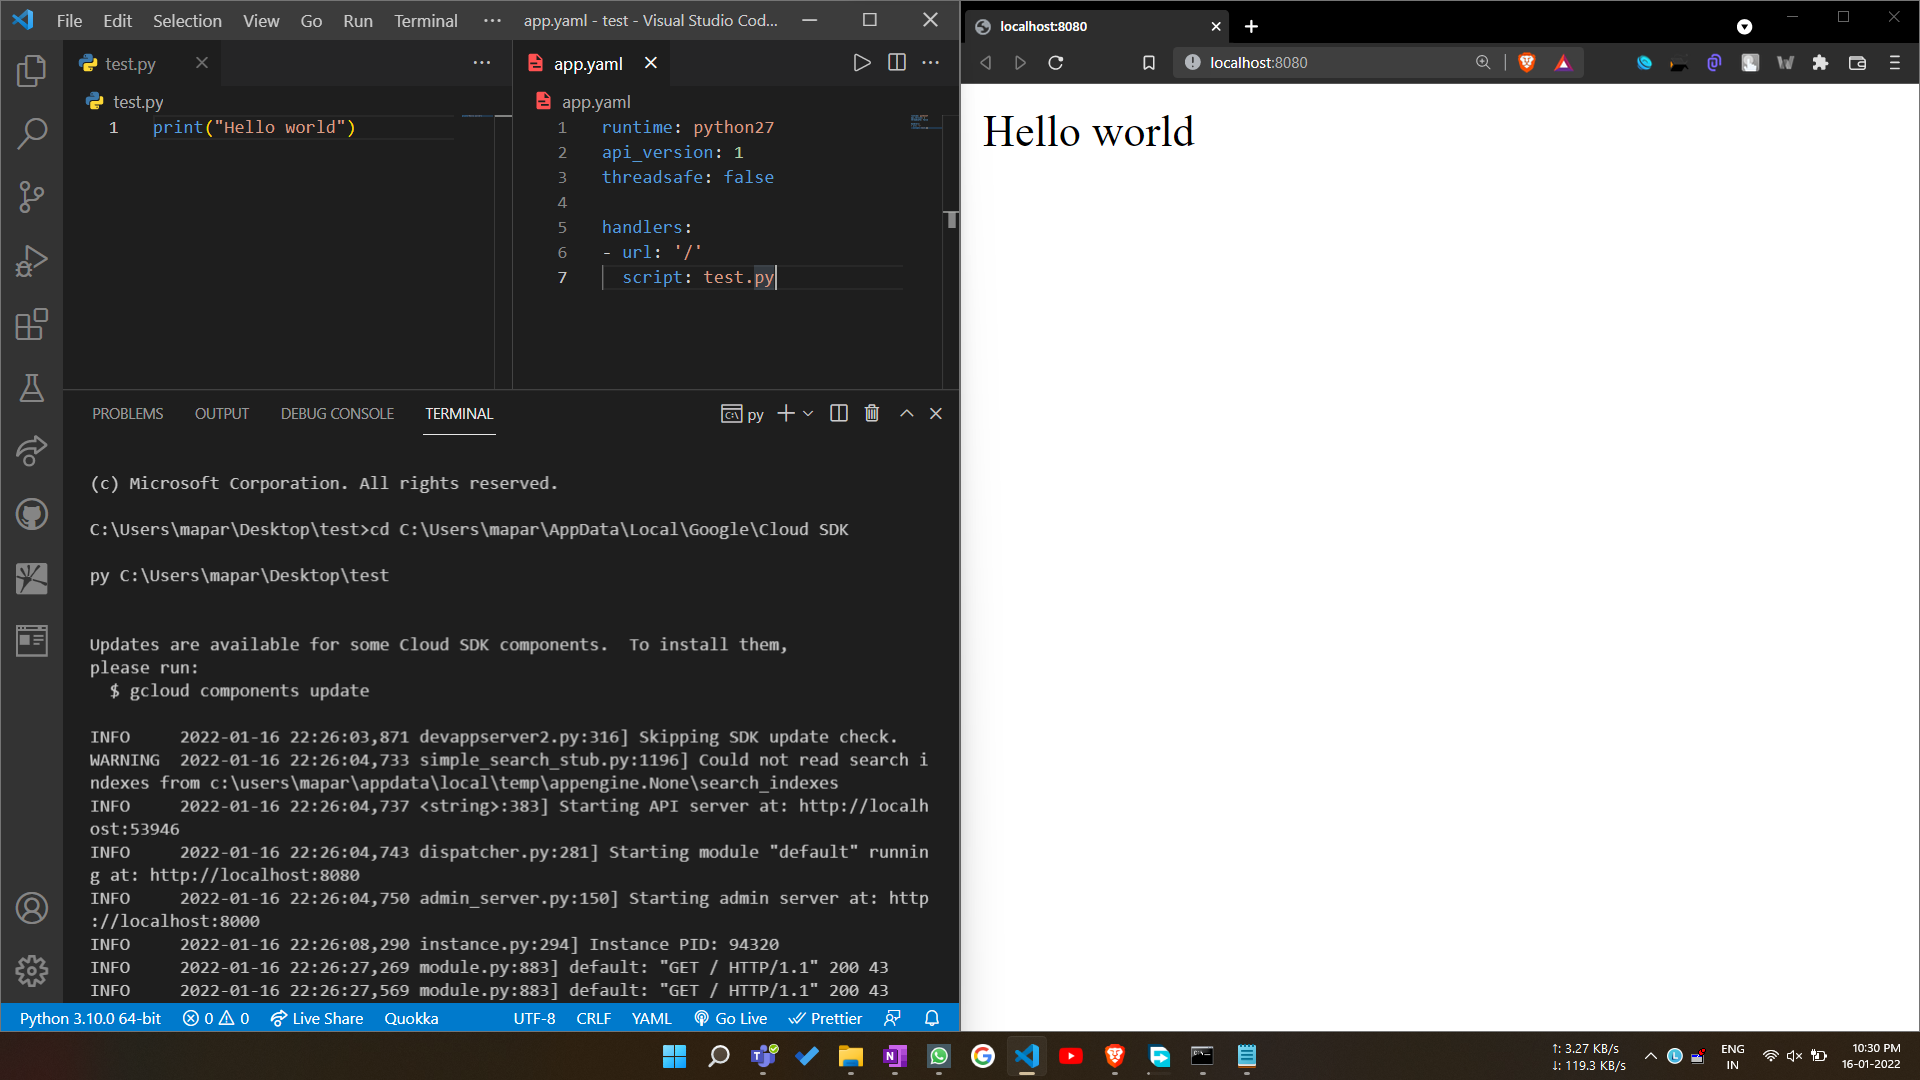 File Edit Selection View Go Run Terminal ··· app.yaml - test - Visual Studio Cod...
test.py
test.py
1 print("Hello world")
app.yaml
app.yaml
1 runtime: python27
2 api_version: 1
3 threadsafe: false
4
5 handlers:
6 - url: '/'
7 script: test.py
PROBLEMS OUTPUT DEBUG CONSOLE TERMINAL py
(c) Microsoft Corporation. All rights reserved.
C:\Users\mapar\Desktop\test>cd C:\Users\mapar\AppData\Local\Google\Cloud SDK
py C:\Users\mapar\Desktop\test
Updates are available for some Cloud SDK components.  To install them,
please run:
$ gcloud components update
INFO     2022-01-16 22:26:03,871 devappserver2.py:316] Skipping SDK update check.
WARNING  2022-01-16 22:26:04,733 simple_search_stub.py:1196] Could not read search i
ndexes from c:\users\mapar\appdata\local\temp\appengine.None\search_indexes
INFO     2022-01-16 22:26:04,737 <string>:383] Starting API server at: http://localh
ost:53946
INFO     2022-01-16 22:26:04,743 dispatcher.py:281] Starting module "default" runnin
g at: http://localhost:8080
INFO     2022-01-16 22:26:04,750 admin_server.py:150] Starting admin server at: http
://localhost:8000
INFO     2022-01-16 22:26:08,290 instance.py:294] Instance PID: 94320
INFO     2022-01-16 22:26:27,269 module.py:883] default: "GET / HTTP/1.1" 200 43
INFO     2022-01-16 22:26:27,569 module.py:883] default: "GET / HTTP/1.1" 200 43
Python 3.10.0 64-bit 0 0 Live Share Quokka UTF-8 CRLF YAML Go Live Prettier
localhost:8080
localhost:8080
Hello world
↑: 3.27 KB/s
↓: 119.3 KB/s
ENG
IN
10:30 PM
16-01-2022